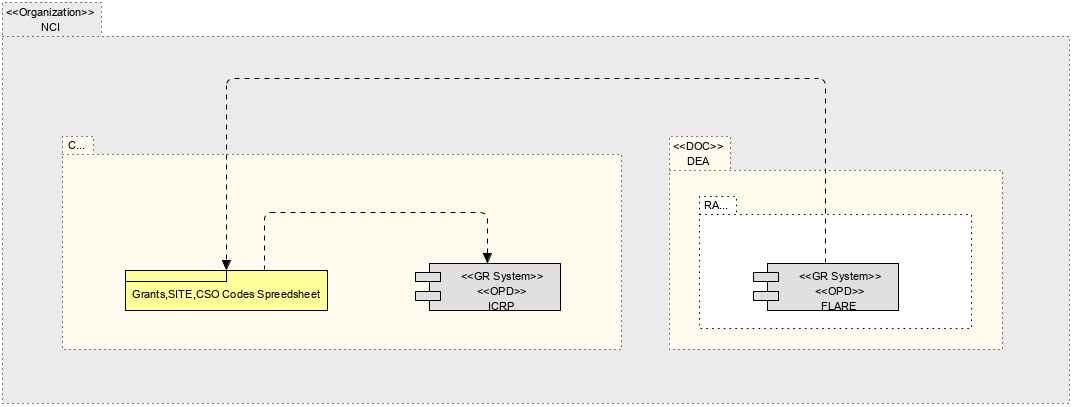 <<Organization>>
NCI
C...
<<DOC>>
DEA
RA...
Grants,SITE,CSO Codes Spreedsheet
<<GR System>>
<<OPD>>
ICRP
<<GR System>>
<<OPD>>
FLARE